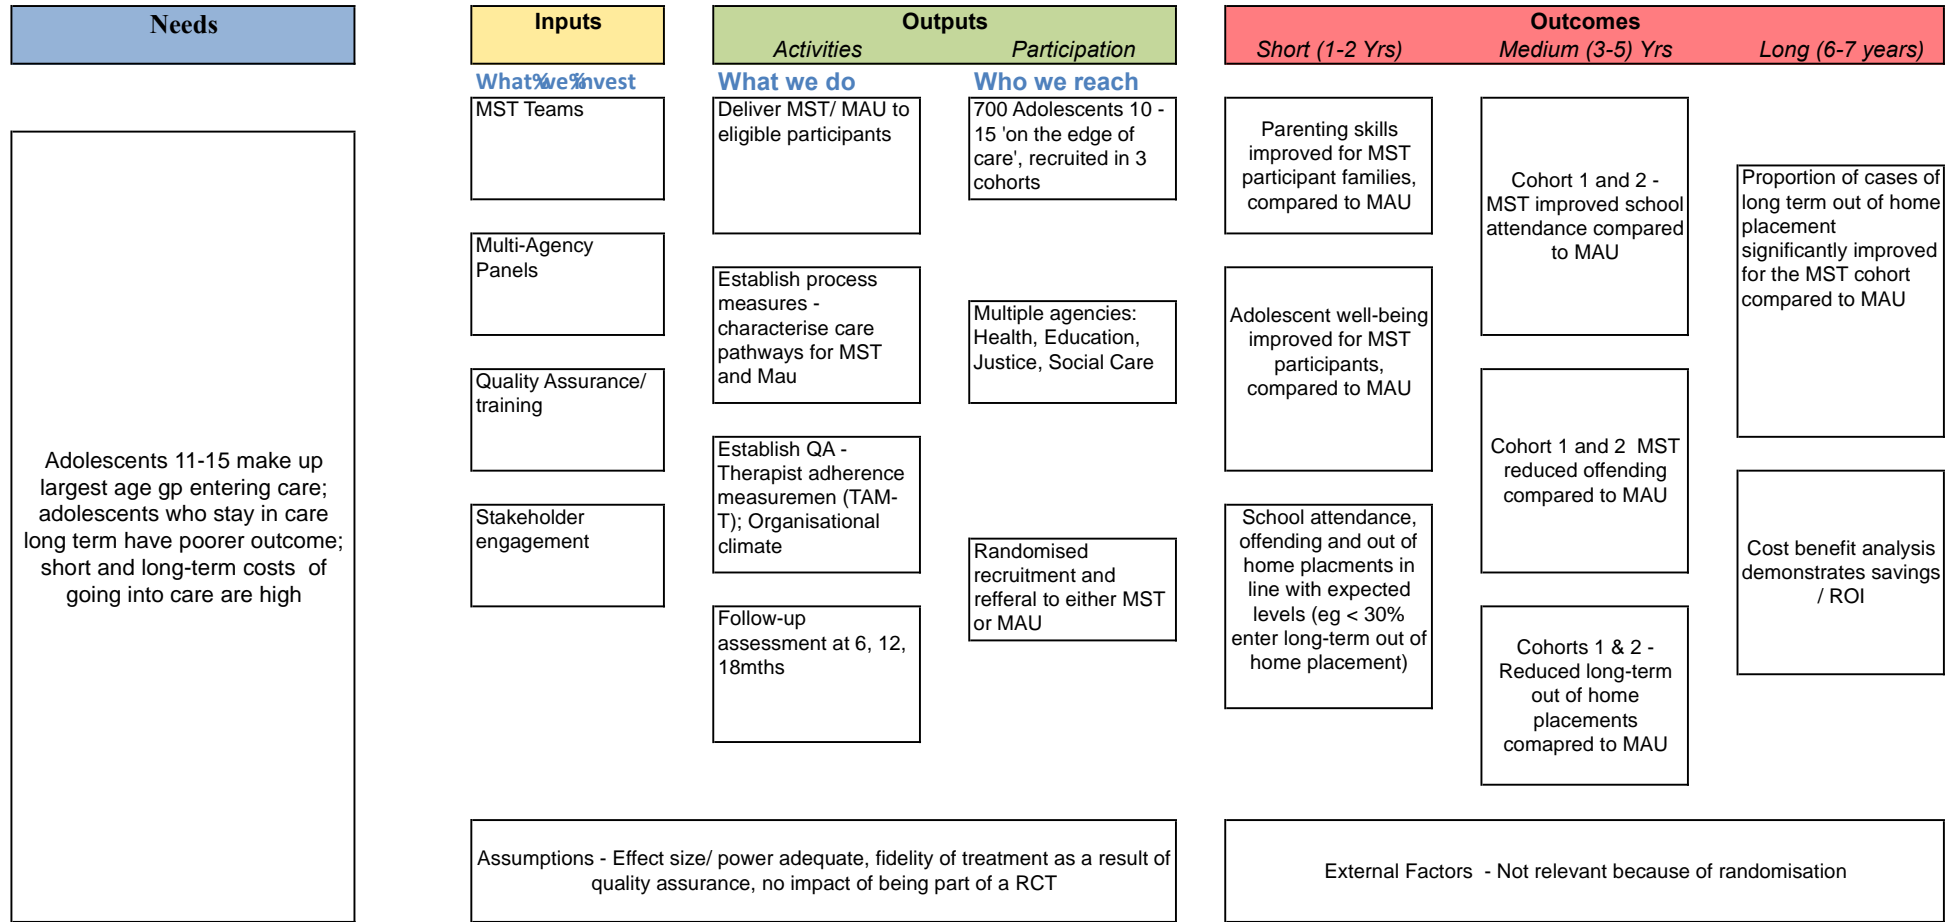 Needs
Inputs
Outputs
Activities
Participation
Outcomes
Short (1-2 Yrs)
Medium (3-5) Yrs
Long (6-7 years)
What%we%invest
What we do
Who we reach
Adolescents 11-15 make up
largest age gp entering care;
adolescents who stay in care
long term have poorer outcome;
short and long-term costs of
going into care are high
MST Teams
Multi-Agency
Panels
Quality Assurance/
training
Stakeholder
engagement
Deliver MST/ MAU to
eligible participants
Establish process
measures -
characterise care
pathways for MST
and Mau
Establish QA -
Therapist adherence
measuremen (TAM-
T); Organisational
climate
Follow-up
assessment at 6, 12,
18mths
700 Adolescents 10 -
15 'on the edge of
care', recruited in 3
cohorts
Multiple agencies:
Health, Education,
Justice, Social Care
Randomised
recruitment and
refferal to either MST
or MAU
Parenting skills
improved for MST
participant families,
compared to MAU
Adolescent well-being
improved for MST
participants,
compared to MAU
School attendance,
offending and out of
home placments in
line with expected
levels (eg < 30%
enter long-term out of
home placement)
Cohort 1 and 2 -
MST improved school
attendance compared
to MAU
Cohort 1 and 2 MST
reduced offending
compared to MAU
Cohorts 1 & 2 -
Reduced long-term
out of home
placements
comapred to MAU
Proportion of cases of
long term out of home
placement
significantly improved
for the MST cohort
compared to MAU
Cost benefit analysis
demonstrates savings
/ ROI
Assumptions - Effect size/ power adequate, fidelity of treatment as a result of
quality assurance, no impact of being part of a RCT
External Factors - Not relevant because of randomisation